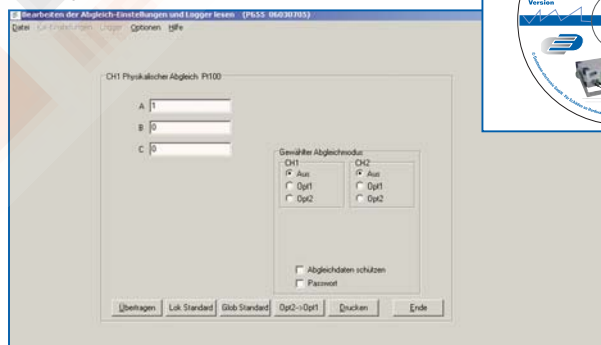 Bearbeiten der Abgleich-Einstellungen und Logger lesen (P655 06030705)
Datei Logger Optionen Hilfe
CH1 Physikalischer Abgleich Pt100
A 1
B 0
C 0
Gewählter Abgleichmodus
CH1 CH2
Aus Aus
Opt1 Opt1
Opt2 Opt2
Abgleichdaten schützen
Passwort
Übertragen Lok Standard Glob Standard Opt2->Opt1 Drucken Ende
Version